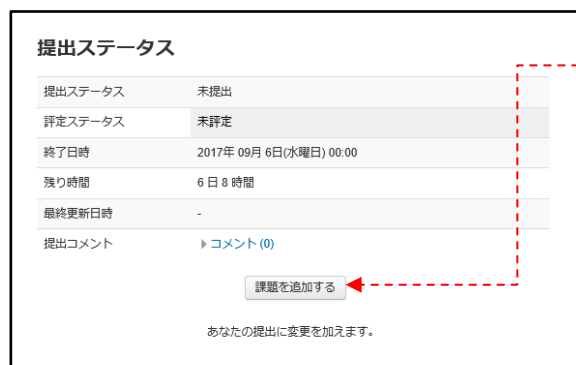 提出ステータス
提出ステータス 未提出
評定ステータス 未評定
終了日時 2017年 09月 6日(水曜日) 00:00
残り時間 6 日 8 時間
最終更新日時 -
提出コメント コメント (0)
課題を追加する
あなたの提出に変更を加えます。